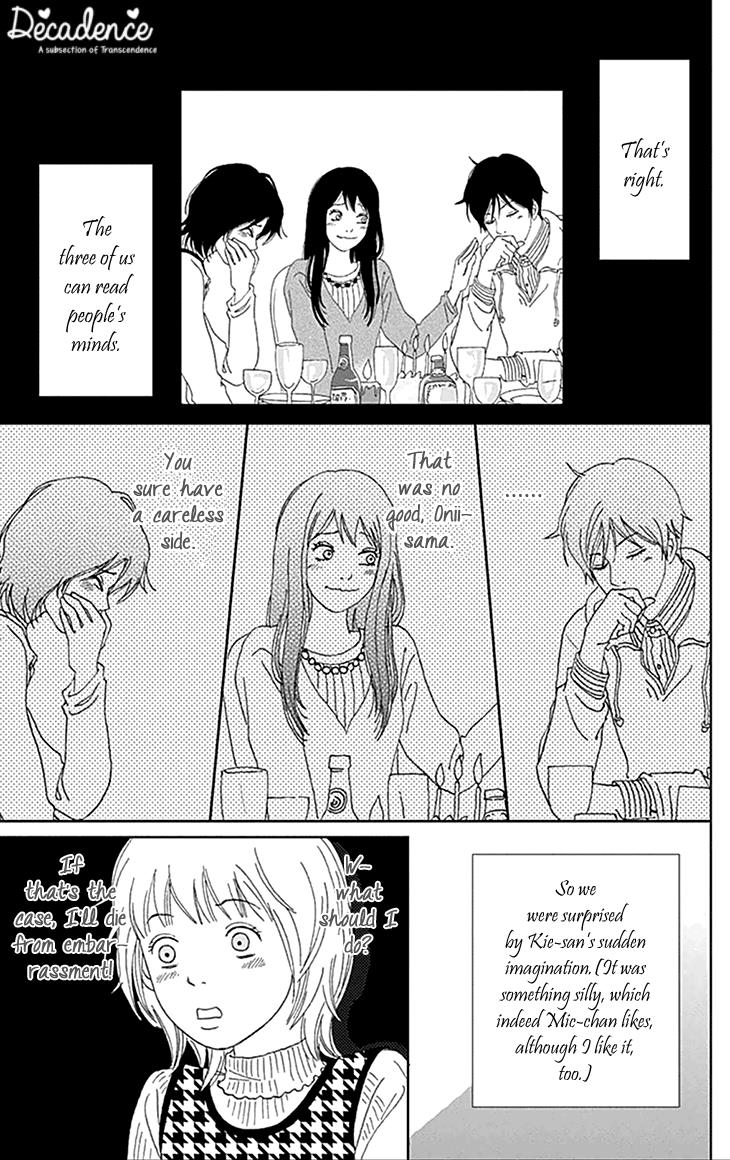 Decadence
A subsection of Transcendence
That's
right.
The
three of us
can read
people's
minds.
......
That
was no
good, Onii-
sama.
You
sure have
a careless
side.
So we
were surprised
by Kie-san's sudden
imagination. (It was
something silly, which
indeed Mic-chan likes,
although I like it,
too.)
W-
what
should I
do?
If
that's the
case, I'll die
from embar-
rassment!